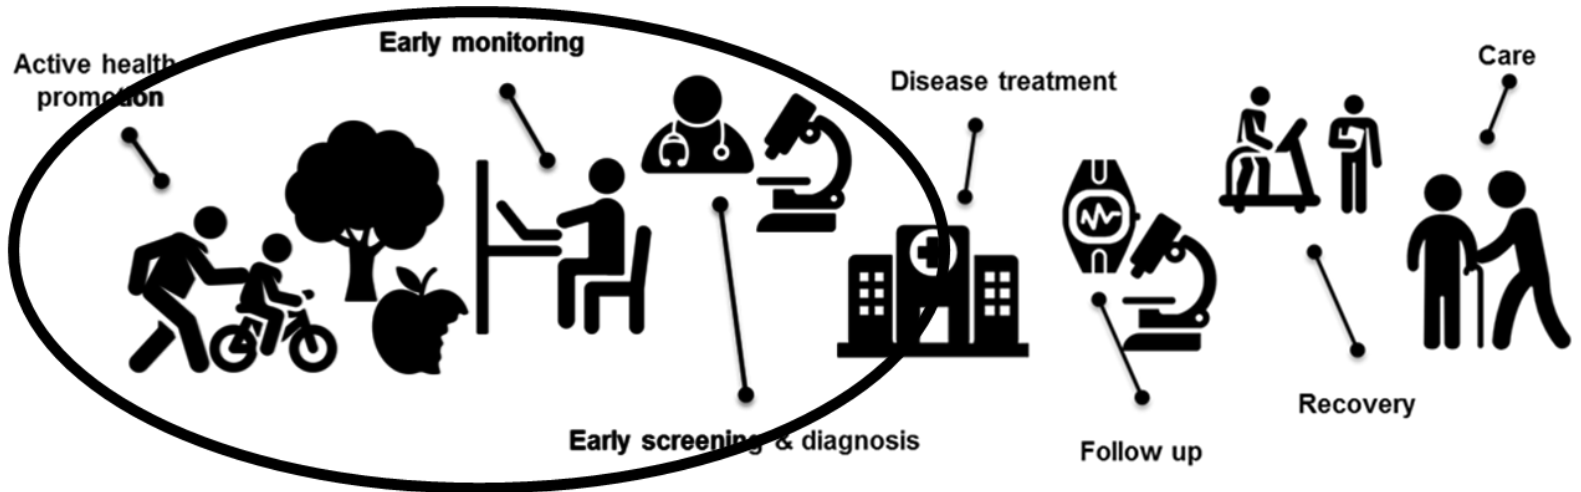 Active health
promotion
Early monitoring
Early screening & diagnosis
Disease treatment
Follow up
Recovery
Care